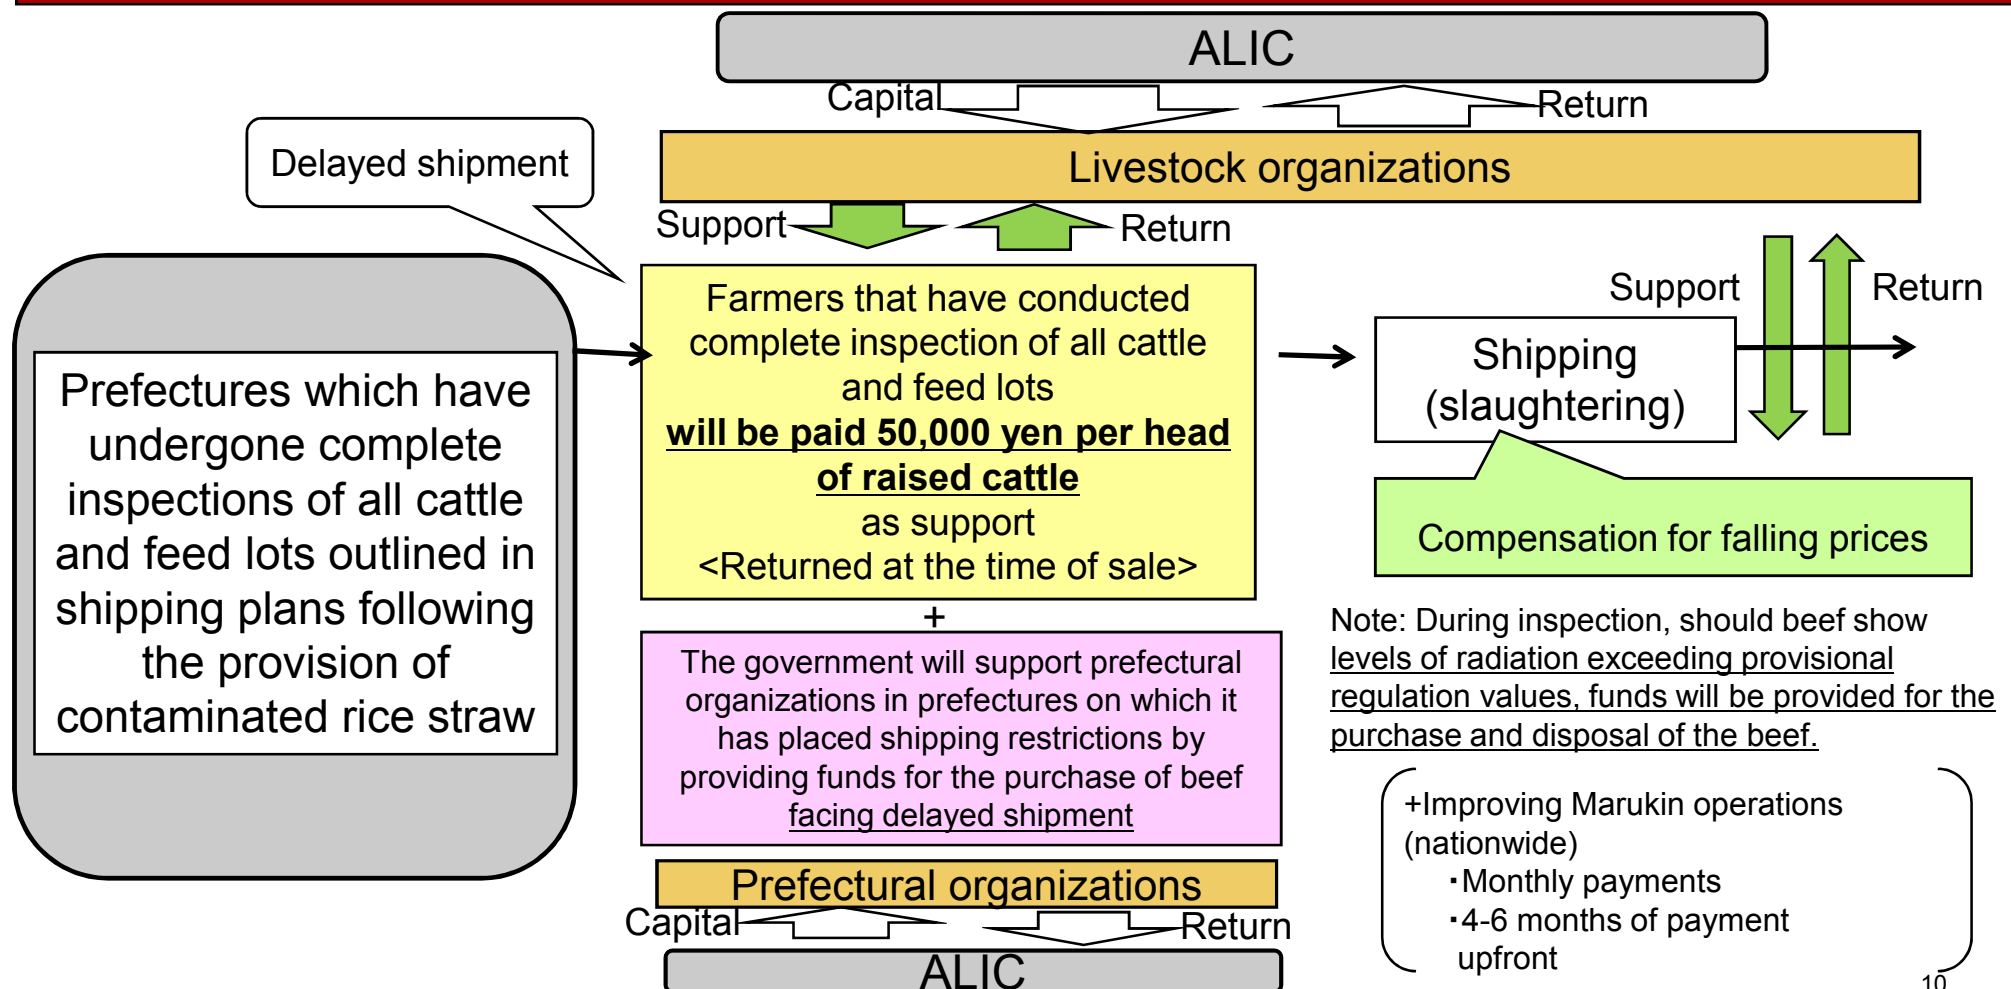 ALIC
Capital
Return
Delayed shipment
Livestock organizations
Support
Return
Prefectures which have
undergone complete
inspections of all cattle
and feed lots outlined in
shipping plans following
the provision of
contaminated rice straw
Farmers that have conducted
complete inspection of all cattle
and feed lots
will be paid 50,000 yen per head
of raised cattle
as support
<Returned at the time of sale>
+
The government will support prefectural
organizations in prefectures on which it
has placed shipping restrictions by
providing funds for the purchase of beef
facing delayed shipment
Prefectural organizations
Capital
Return
ALIC
Support
Return
Shipping
(slaughtering)
Compensation for falling prices
Note: During inspection, should beef show
levels of radiation exceeding provisional
regulation values, funds will be provided for the
purchase and disposal of the beef.
+Improving Marukin operations
(nationwide)
・Monthly payments
・4-6 months of payment
upfront
10